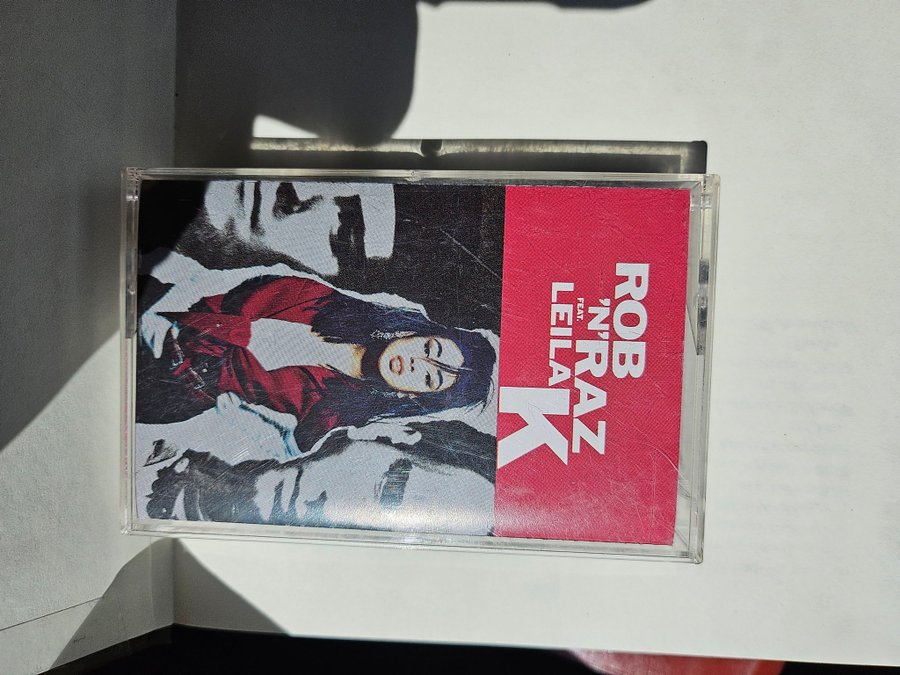 ROB
'N'RAZ
FEAT.
LEILA K